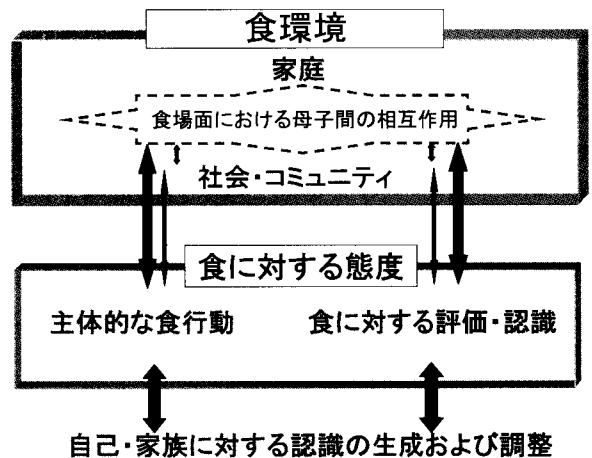 食環境
家庭
食場面における母子間の相互作用
社会・コミュニティ
食に対する態度
主体的な食行動
食に対する評価・認識
自己・家族に対する認識の生成および調整